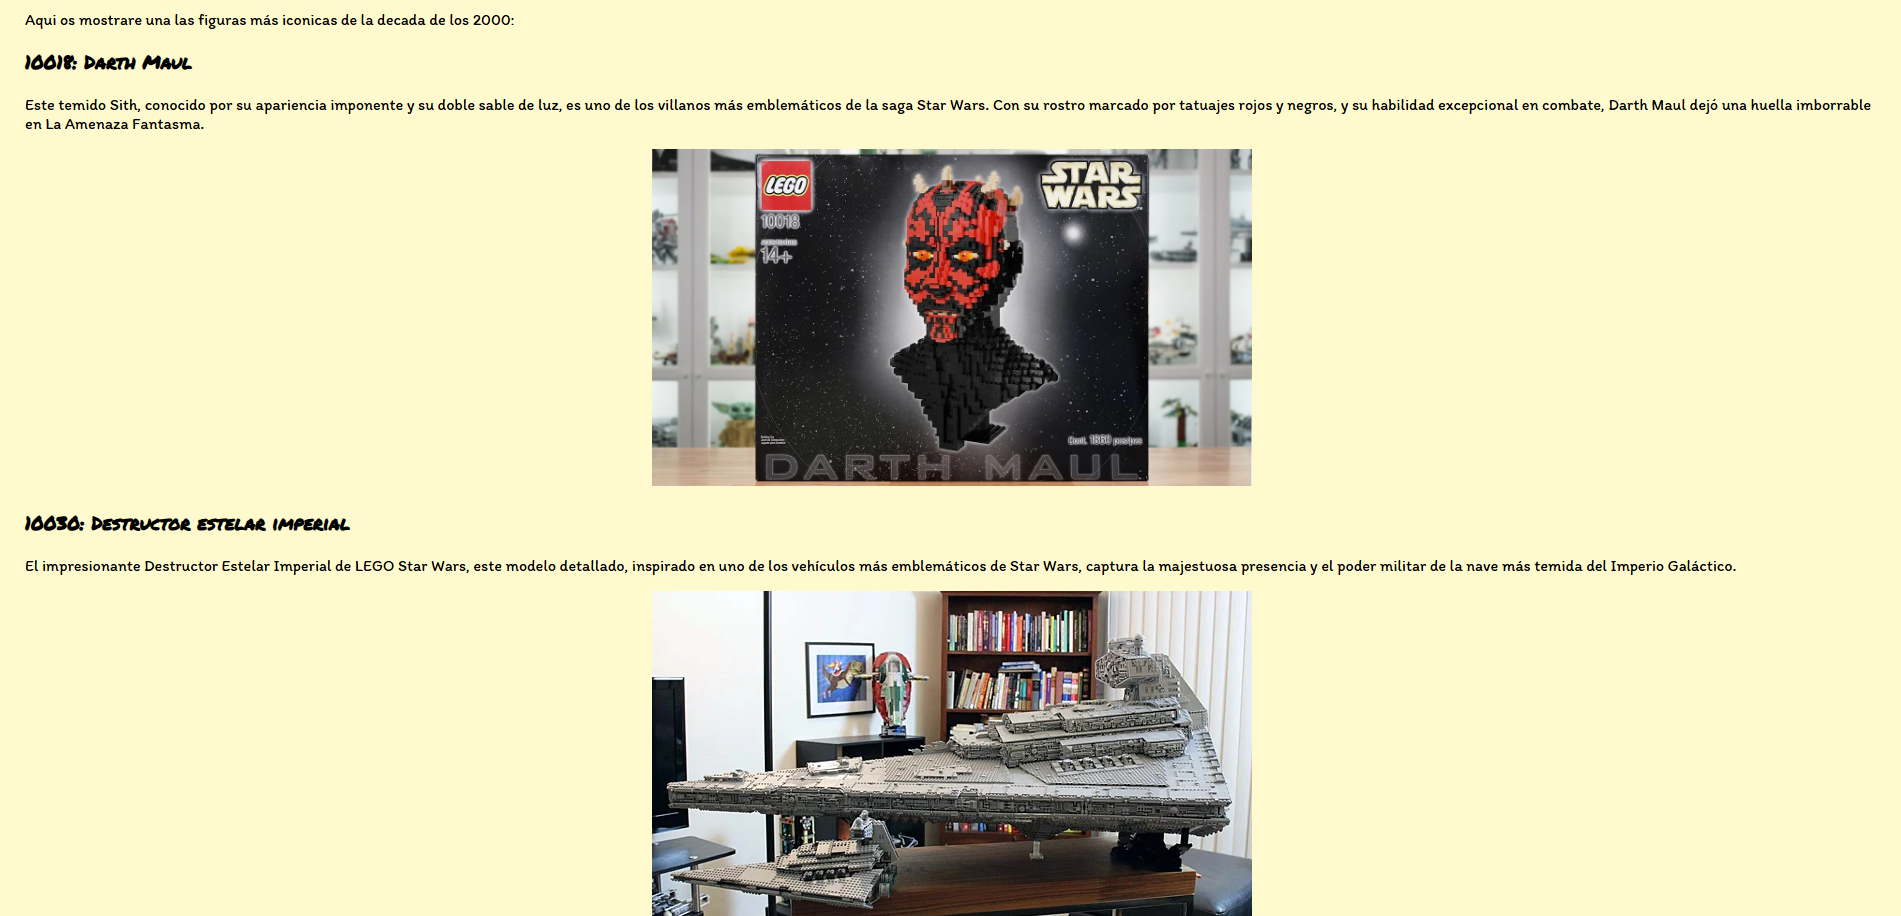 Aqui os mostrare una las figuras más iconicas de la decada de los 2000:
10018: Darth Maul
Este temido Sith, conocido por su apariencia imponente y su doble sable de luz, es uno de los villanos más emblemáticos de la saga Star Wars. Con su rostro marcado por tatuajes rojos y negros, y su habilidad excepcional en combate, Darth Maul dejó una huella imborrable
en La Amenaza Fantasma.
LEGO
STAR
WARS
10018
14+
Cont. 1860 pcs/pzs
DARTH MAUL
10030: Destructor estelar imperial
El impresionante Destructor Estelar Imperial de LEGO Star Wars, este modelo detallado, inspirado en uno de los vehículos más emblemáticos de Star Wars, captura la majestuosa presencia y el poder militar de la nave más temida del Imperio Galáctico.